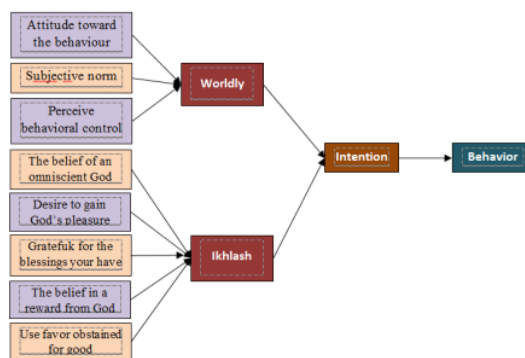 Attitude toward
the behaviour
Subjective norm
Perceive
behavioral control
The belief of an
omniscient God
Desire to gain
God's pleasure
Gratefuk for the
blessings your have
The belief in a
reward from God
Use favor obstained
for good
Worldly
Ikhlash
Intention
Behavior